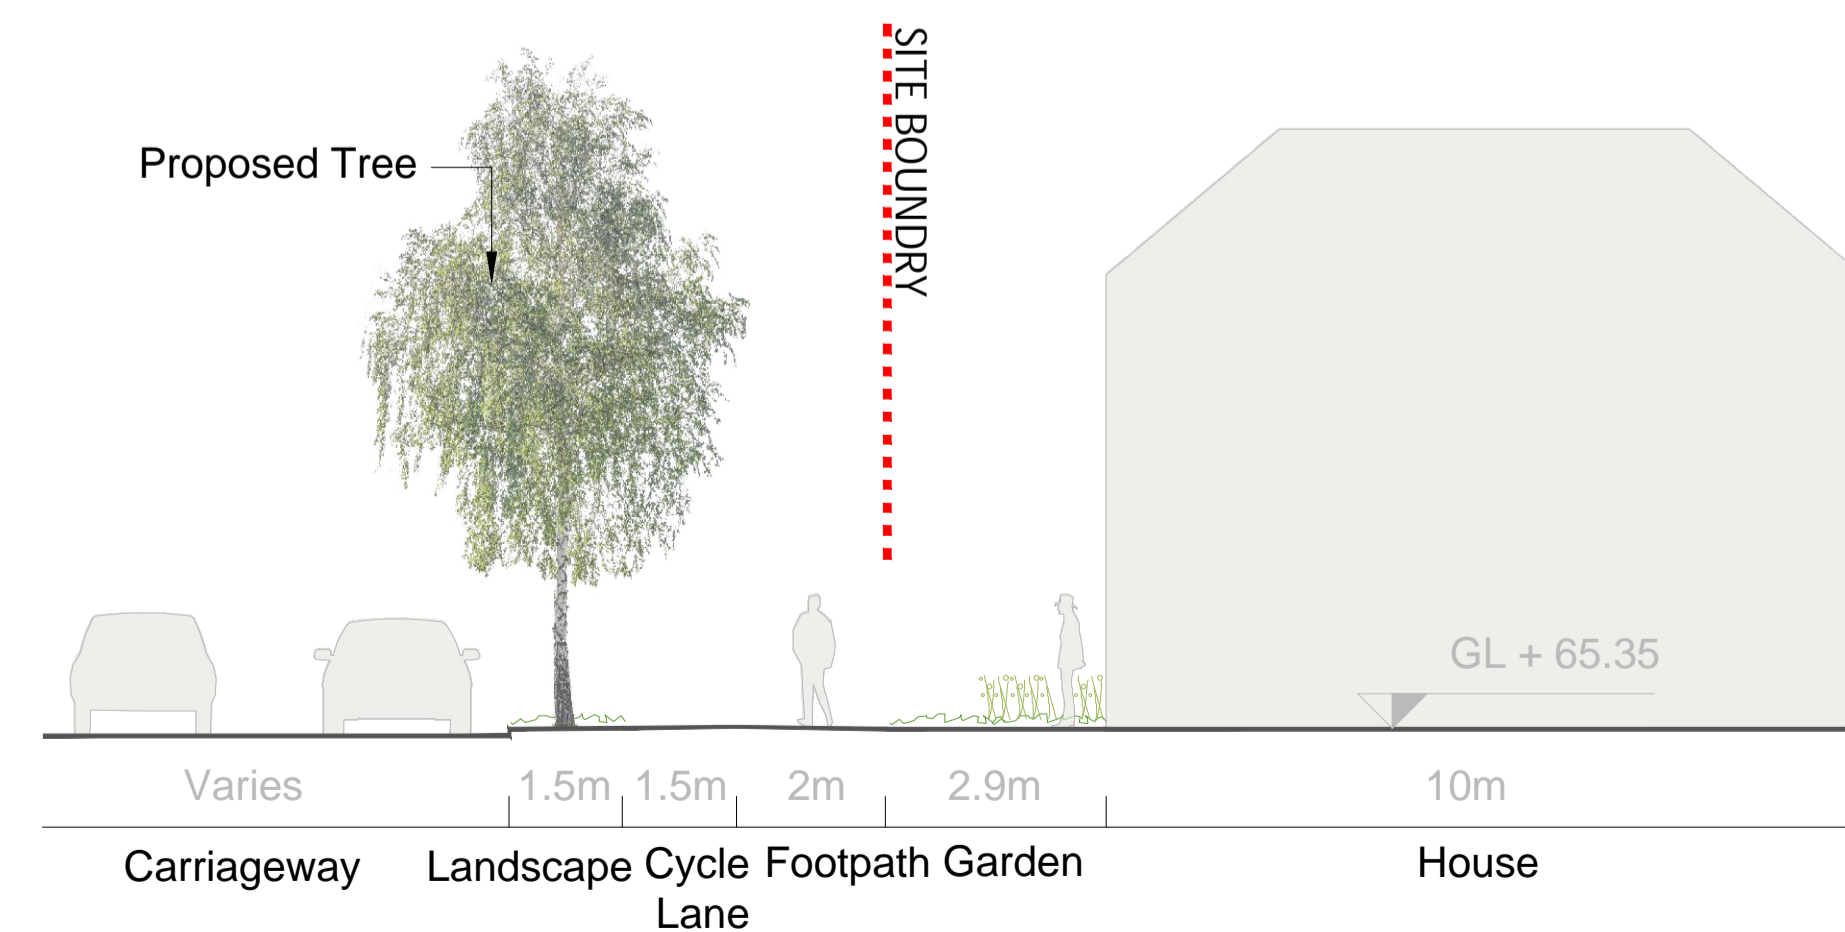 SITE BOUNDRY
Proposed Tree
GL + 65.35
Varies
1.5m
1.5m
2m
2.9m
10m
Carriageway
Landscape
Cycle
Lane
Footpath
Garden
House